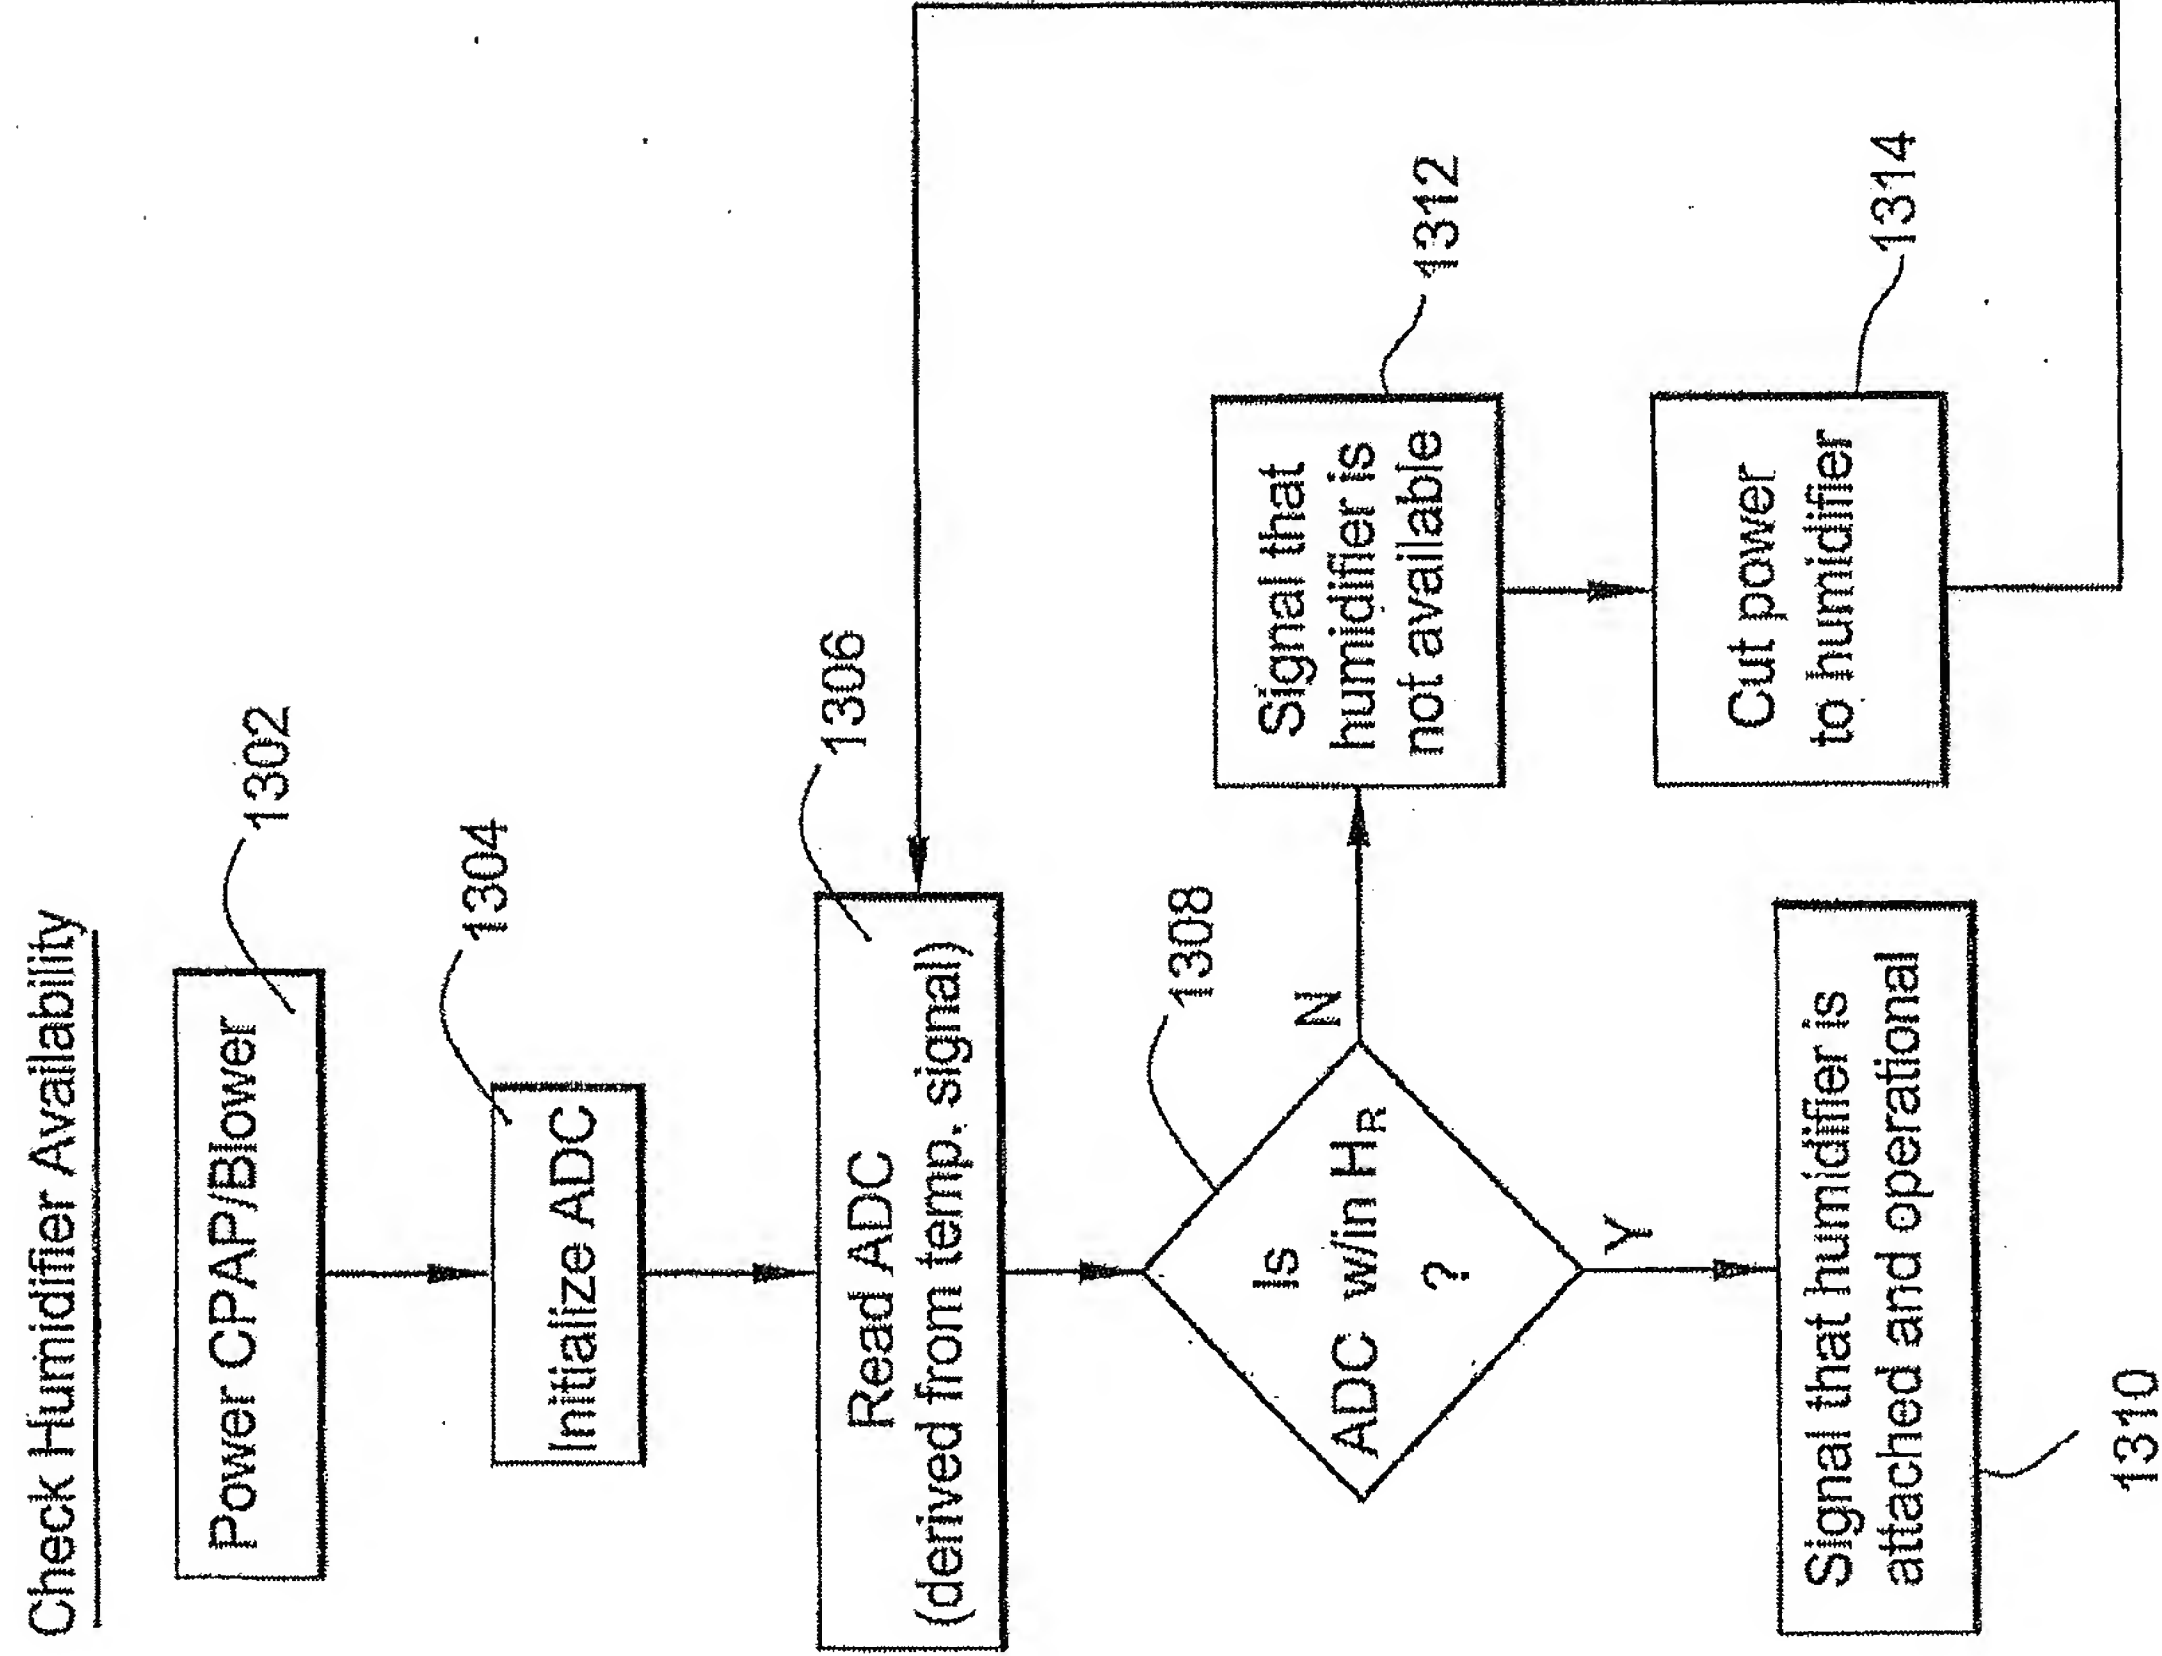 Check Humidifier Availability
Power CPAP/Blower
1302
Initialize ADC
1304
Read ADC
(derived from temp. signal)
1306
Is
ADC w/in HR
?
1308
N
Y
Signal that
humidifier is
not available
1312
Cut power
to humidifier
1314
Signal that humidifier is
attached and operational
1310